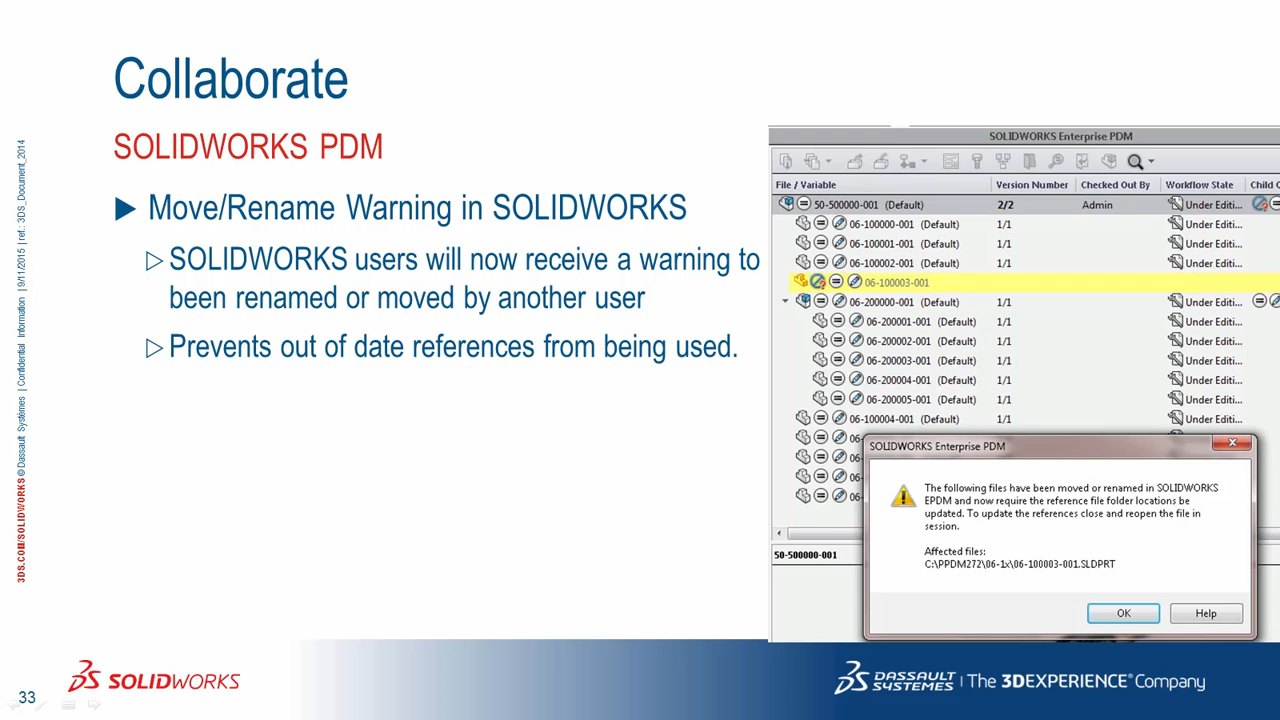 Collaborate
SOLIDWORKS PDM
Move/Rename Warning in SOLIDWORKS
SOLIDWORKS users will now receive a warning to
been renamed or moved by another user
Prevents out of date references from being used.
3DS.COM/SOLIDWORKS © Dassault Systèmes | Confidential Information | 9/11/2015 | ref.: 3DS_Document_2014
SOLIDWORKS Enterprise PDM
File / Variable Version Number Checked Out By Workflow State Child
50-500000-001 (Default) 2/2 Admin Under Editi...
06-100000-001 (Default) 1/1 Under Editi...
06-100001-001 (Default) 1/1 Under Editi...
06-100002-001 (Default) 1/1 Under Editi...
06-100003-001
06-200000-001 (Default) 1/1 Under Editi...
06-200001-001 (Default) 1/1 Under Editi...
06-200002-001 (Default) 1/1 Under Editi...
06-200003-001 (Default) 1/1 Under Editi...
06-200004-001 (Default) 1/1 Under Editi...
06-200005-001 (Default) 1/1 Under Editi...
06-100004-001 (Default) 1/1 Under Editi...
06-
06-
06-
06-
50-500000-001
SOLIDWORKS Enterprise PDM
The following files have been moved or renamed in SOLIDWORKS
EPDM and now require the reference file folder locations be
updated. To update the references close and reopen the file in
session.
Affected files:
C:\PPDM272\06-1x\06-100003-001.SLDPRT
OK Help
33
SOLIDWORKS
DASSAULT SYSTEMES | The 3DEXPERIENCE® Company